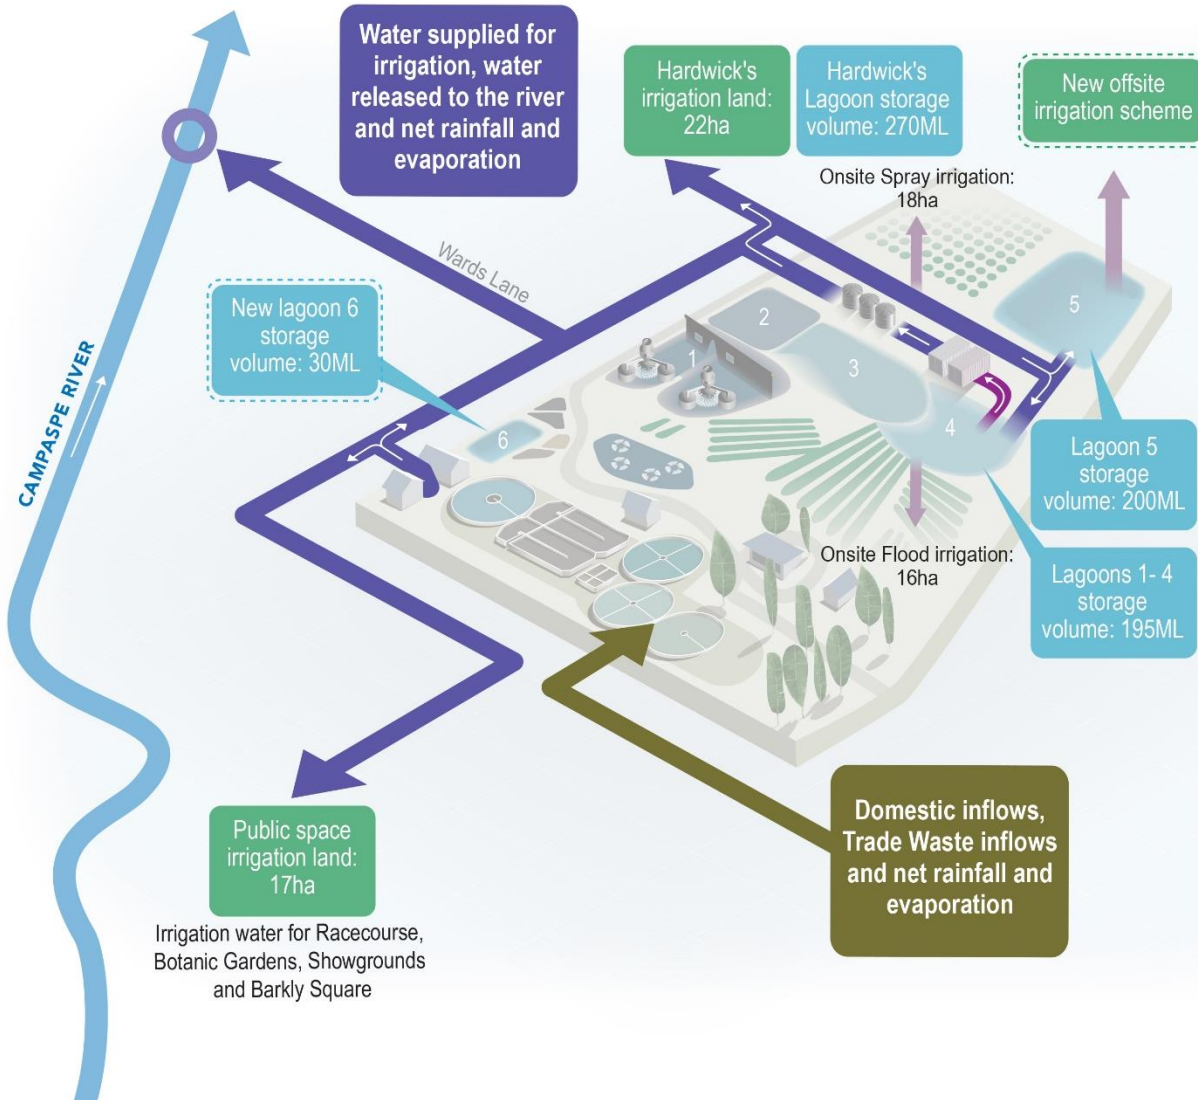 Water supplied for
irrigation, water
released to the river
and net rainfall and
evaporation
Hardwick's
irrigation land:
22ha
Hardwick's
Lagoon storage
volume: 270ML
New offsite
irrigation scheme
Onsite Spray irrigation:
18ha
Wards Lane
New lagoon 6
storage
volume: 30ML
CAMPASPE RIVER
1
2
3
4
5
6
Lagoon 5
storage
volume: 200ML
Onsite Flood irrigation:
16ha
Lagoons 1- 4
storage
volume: 195ML
Public space
irrigation land:
17ha
Irrigation water for Racecourse,
Botanic Gardens, Showgrounds
and Barkly Square
Domestic inflows,
Trade Waste inflows
and net rainfall and
evaporation